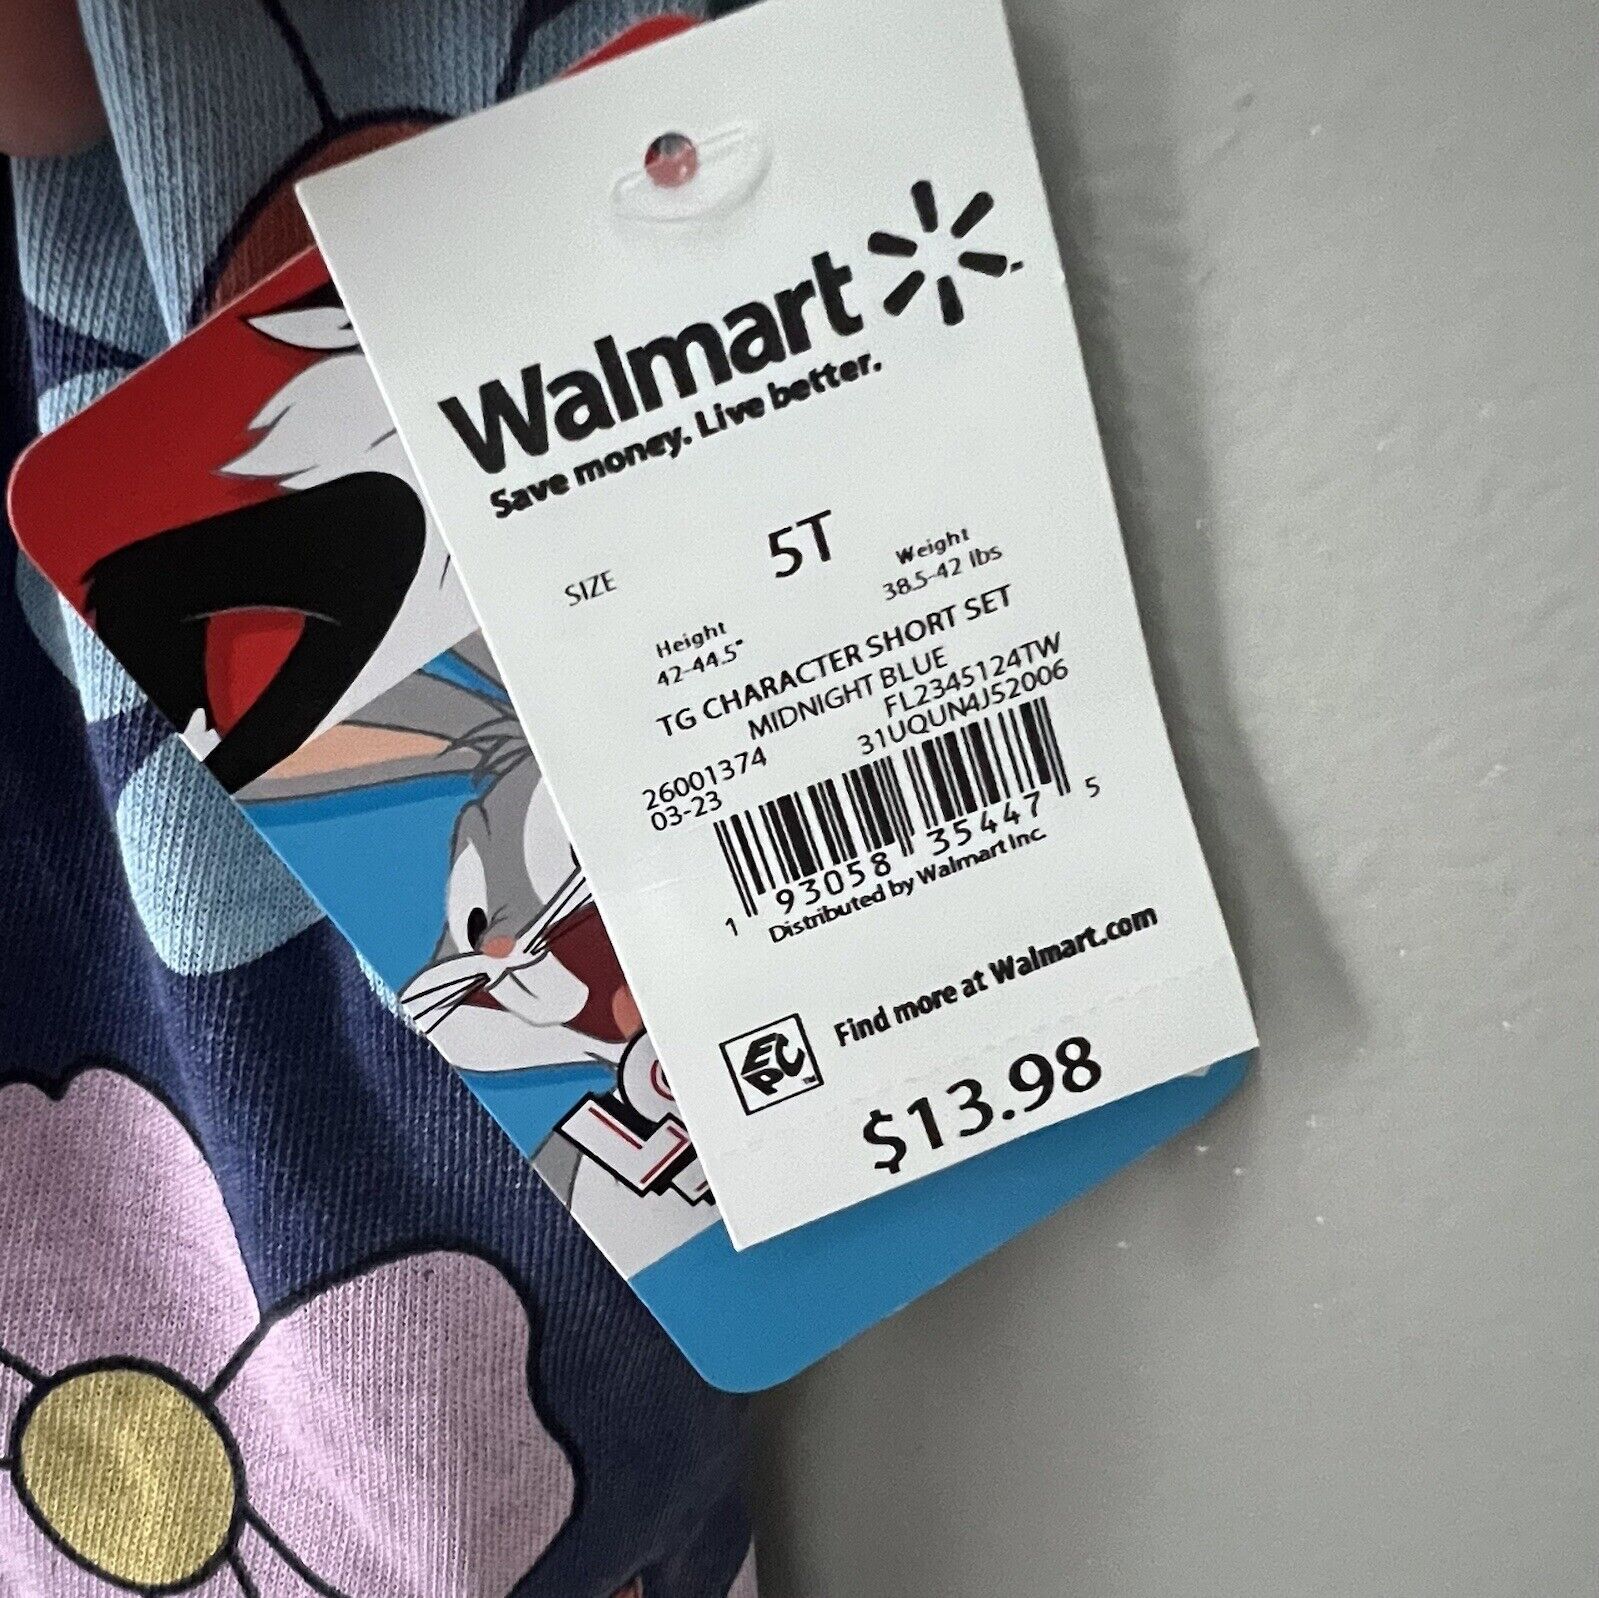 Walmart
Save money. Live better.
SIZE 5T
Height Weight
42-44.5" 38.5-42 lbs
TG CHARACTER SHORT SET
MIDNIGHT BLUE
26001374 FL2345124TW
03-23 31UQUN4J52006
1 93058 35447 5
Distributed by Walmart Inc.
EPC™ Find more at Walmart.com
$13.98